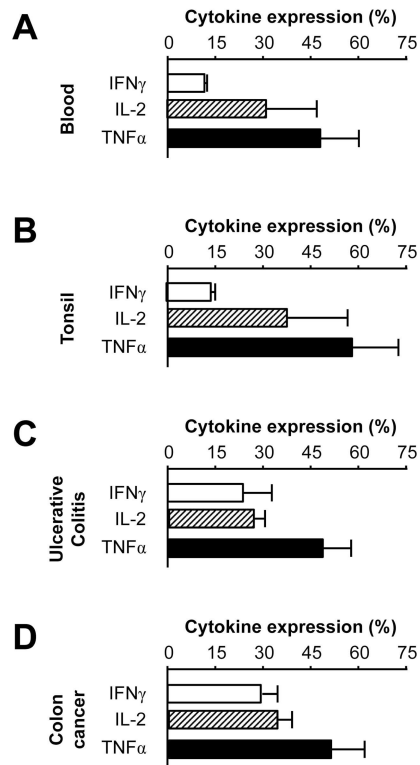 A
Cytokine expression (%)
0 15 30 45 60 75
Blood
IFNγ
IL-2
TNFα
B
Cytokine expression (%)
0 15 30 45 60 75
Tonsil
IFNγ
IL-2
TNFα
C
Cytokine expression (%)
0 15 30 45 60 75
Ulcerative
Colitis
IFNγ
IL-2
TNFα
D
Cytokine expression (%)
0 15 30 45 60 75
Colon
cancer
IFNγ
IL-2
TNFα